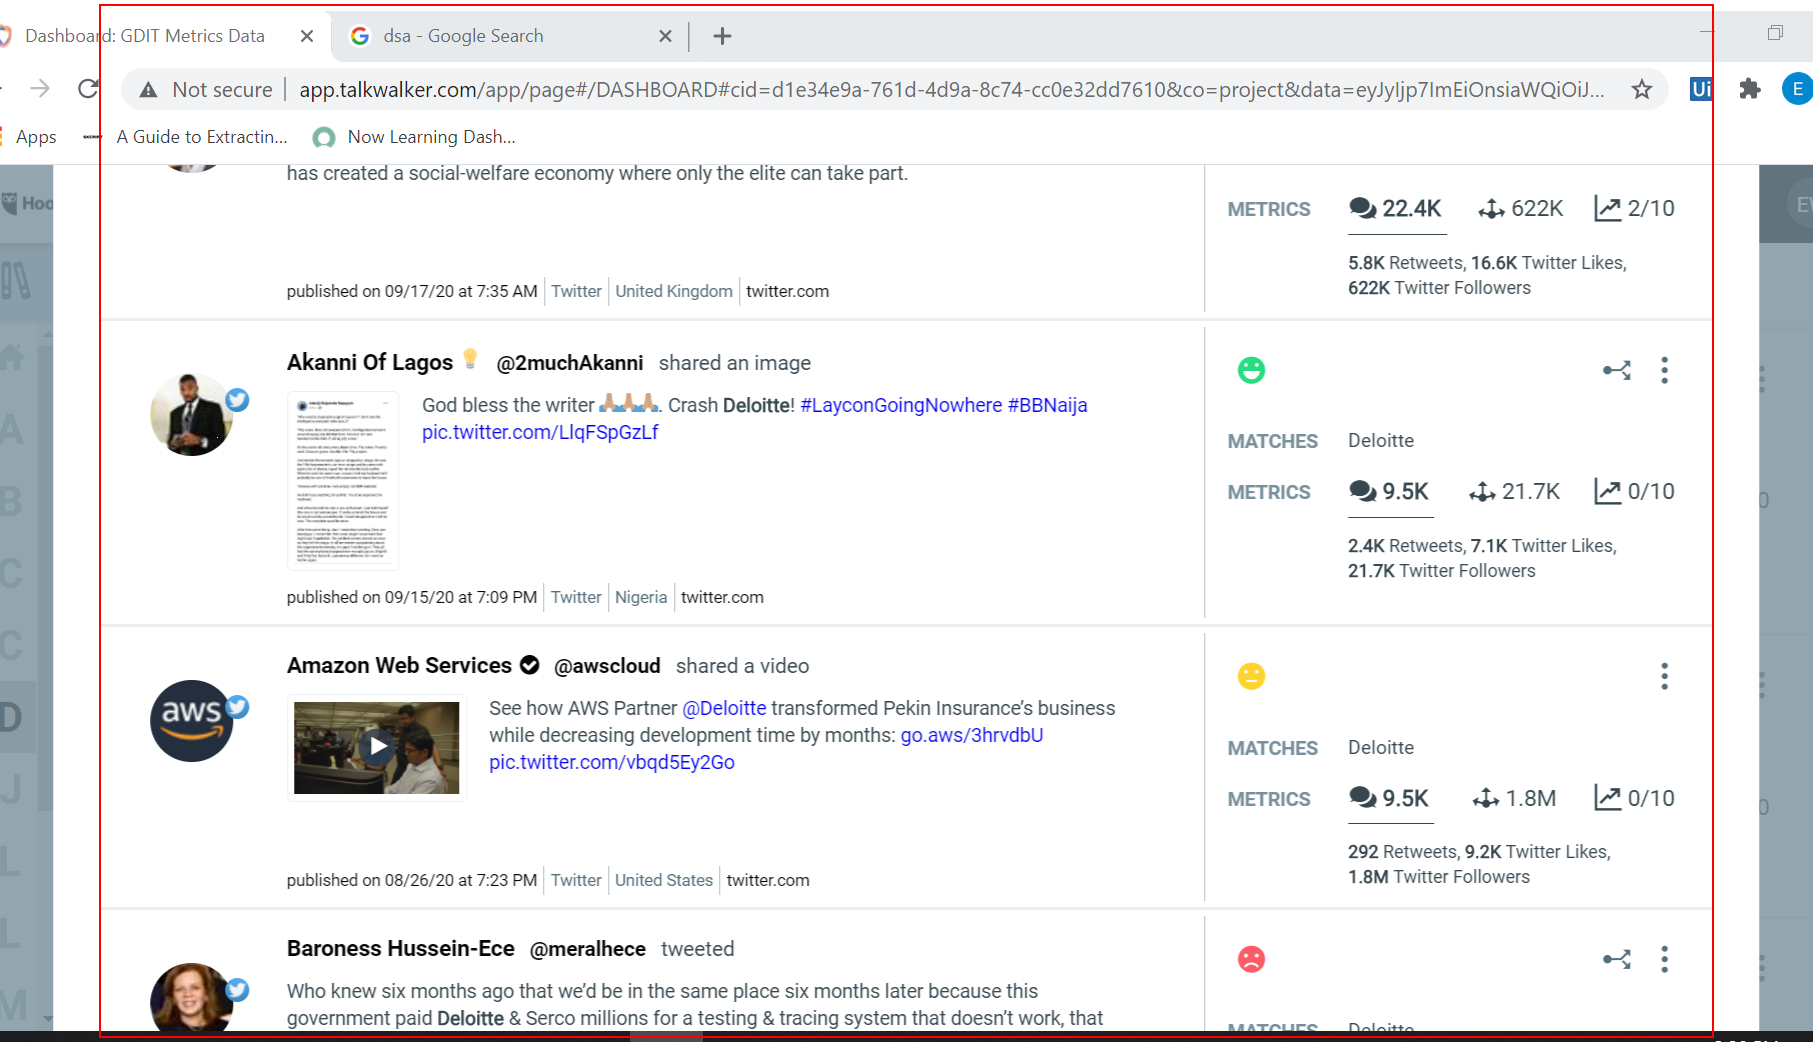 Dashboard: GDIT Metrics Data
dsa - Google Search
Not secure
app.talkwalker.com/app/page#/DASHBOARD#cid=d1e34e9a-761d-4d9a-8c74-cc0e32dd7610&co=project&data=eyJyIjp7ImEiOnsiaWQiOiJ...
Ui
E
Apps
A Guide to Extractin...
Now Learning Dash...
Hoo
has created a social-welfare economy where only the elite can take part.
METRICS 22.4K 622K 2/10
5.8K Retweets, 16.6K Twitter Likes,
622K Twitter Followers
published on 09/17/20 at 7:35 AM Twitter United Kingdom twitter.com
Akanni Of Lagos @2muchAkanni shared an image
God bless the writer . Crash Deloitte! #LayconGoingNowhere #BBNaija
pic.twitter.com/LlqFSpGzLf
MATCHES Deloitte
METRICS 9.5K 21.7K 0/10
2.4K Retweets, 7.1K Twitter Likes,
21.7K Twitter Followers
published on 09/15/20 at 7:09 PM Twitter Nigeria twitter.com
Amazon Web Services @awscloud shared a video
aws
See how AWS Partner @Deloitte transformed Pekin Insurance’s business
while decreasing development time by months: go.aws/3hrvdbU
pic.twitter.com/vbqd5Ey2Go
MATCHES Deloitte
METRICS 9.5K 1.8M 0/10
292 Retweets, 9.2K Twitter Likes,
1.8M Twitter Followers
published on 08/26/20 at 7:23 PM Twitter United States twitter.com
Baroness Hussein-Ece @meralhece tweeted
Who knew six months ago that we’d be in the same place six months later because this
government paid Deloitte & Serco millions for a testing & tracing system that doesn’t work, that
MATCHES Deloitte
A
B
C
C
D
J
L
L
M